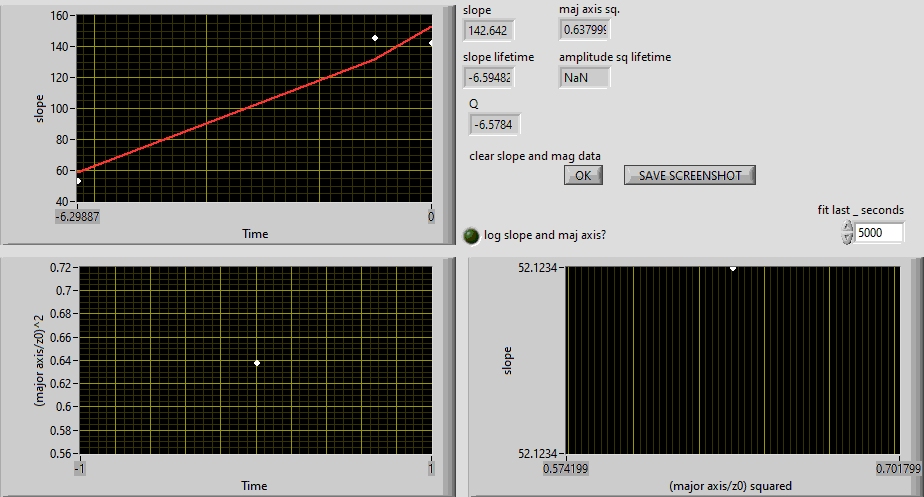 160
140
120
100
80
60
40
slope
-6.29887
0
Time
slope
142.642
maj axis sq.
0.637999
slope lifetime
-6.59482
amplitude sq lifetime
NaN
Q
-6.5784
clear slope and mag data
OK
SAVE SCREENSHOT
fit last _ seconds
5000
log slope and maj axis?
0.72
0.7
0.68
0.66
0.64
0.62
0.6
0.58
0.56
(major axis/z0)^2
-1
1
Time
52.1234
52.1234
slope
0.574199
0.701799
(major axis/z0) squared